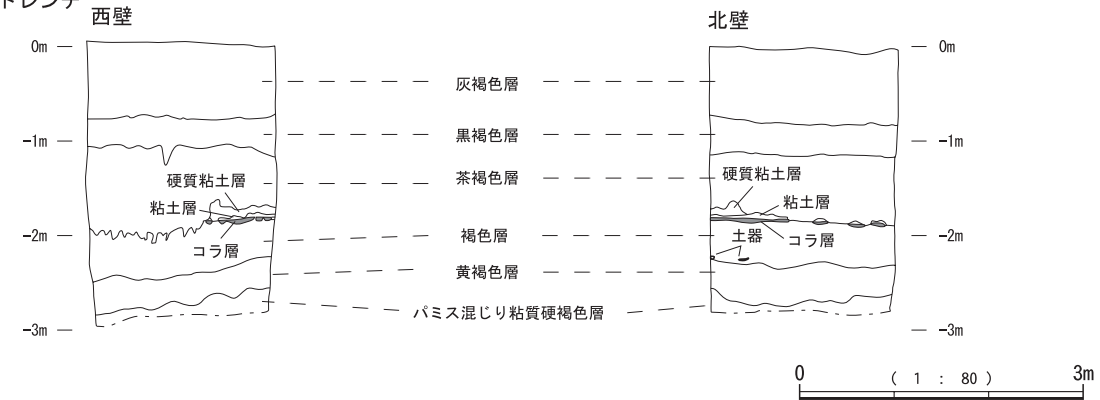 トレンチ
西壁
北壁
0m
0m
灰褐色層
黒褐色層
-1m
-1m
茶褐色層
硬質粘土層
硬質粘土層
粘土層
粘土層
-2m
褐色層
土器
コラ層
-2m
コラ層
黄褐色層
パミス混じり粘質硬褐色層
-3m
-3m
0
( 1 : 80 )
3m